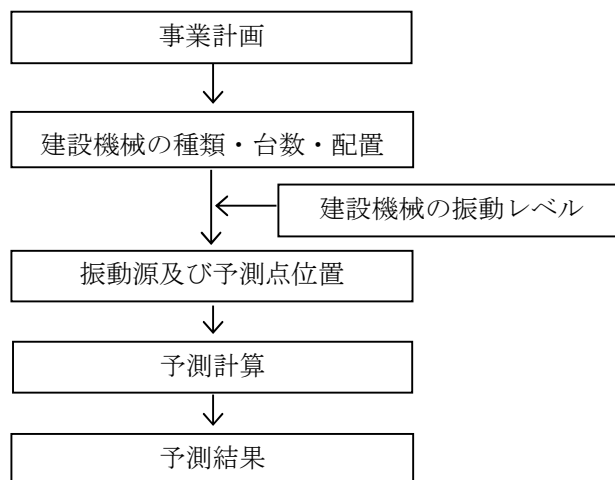 事業計画
建設機械の種類・台数・配置
建設機械の振動レベル
振動源及び予測点位置
予測計算
予測結果